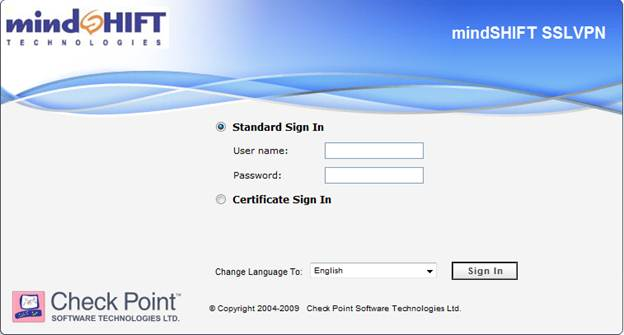 mindSHIFT
TECHNOLOGIES
mindSHIFT SSLVPN
Standard Sign In
User name:
Password:
Certificate Sign In
Change Language To: English Sign In
Check Point™
SOFTWARE TECHNOLOGIES LTD.
© Copyright 2004-2009 Check Point Software Technologies Ltd.